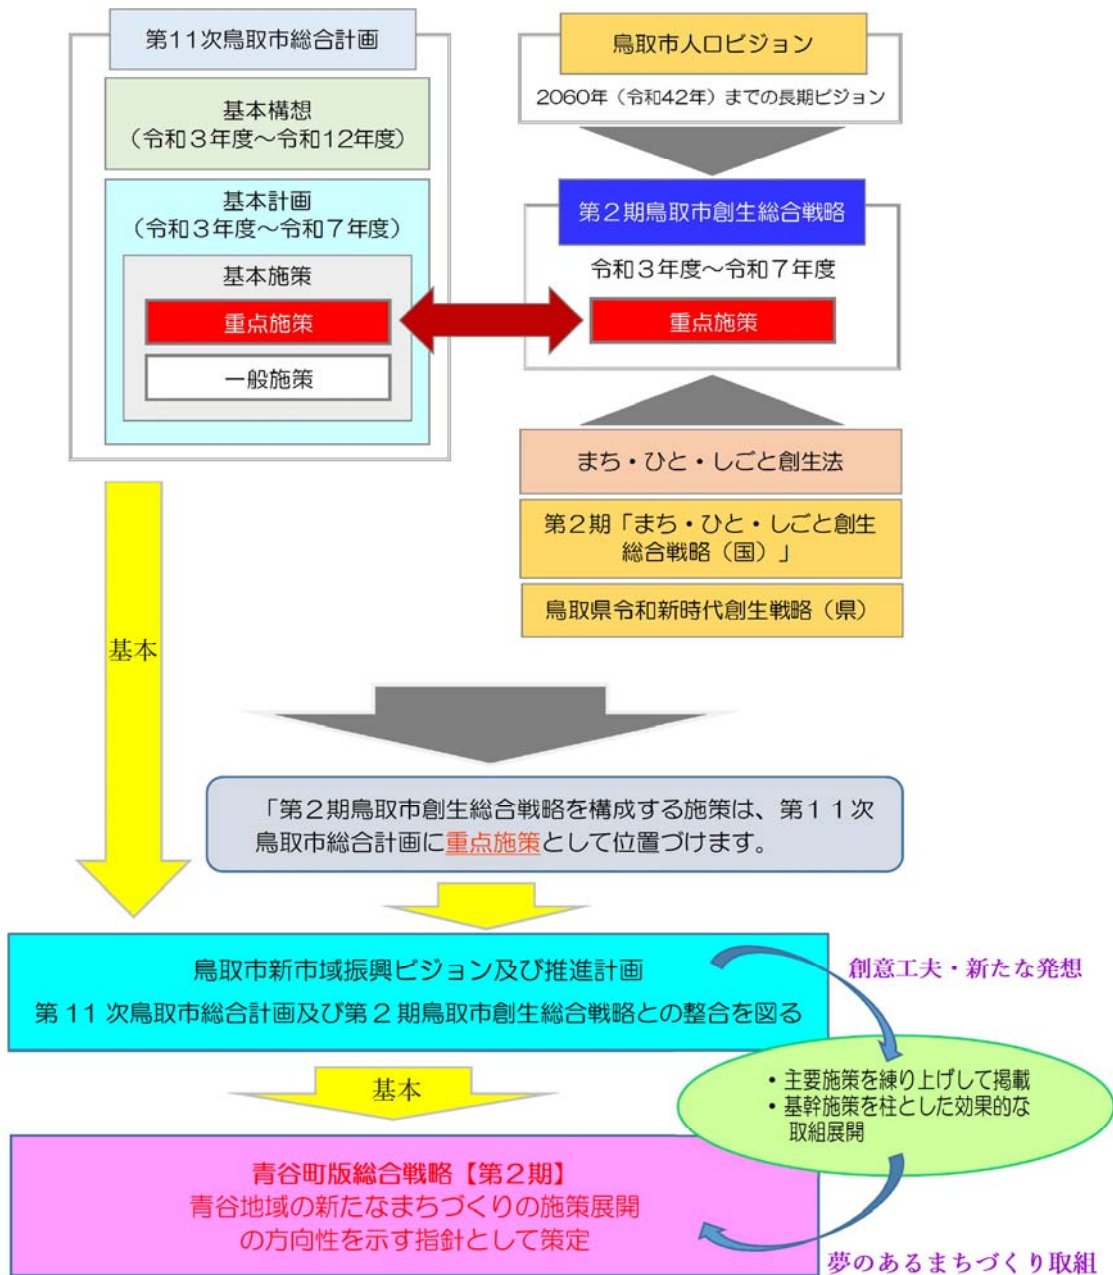 第11次鳥取市総合計画
基本構想
（令和３年度～令和12年度）
基本計画
（令和３年度～令和７年度）
基本施策
重点施策
一般施策
鳥取市人口ビジョン
2060年（令和42年）までの長期ビジョン
第２期鳥取市創生総合戦略
令和３年度～令和７年度
重点施策
まち・ひと・しごと創生法
第２期「まち・ひと・しごと創生
総合戦略（国）」
鳥取県令和新時代創生戦略（県）
基本
「第２期鳥取市創生総合戦略を構成する施策は、第１１次
鳥取市総合計画に重点施策として位置づけます。
鳥取市新市域振興ビジョン及び推進計画
第 11 次鳥取市総合計画及び第２期鳥取市創生総合戦略との整合を図る
創意工夫・新たな発想
・主要施策を練り上げして掲載
・基幹施策を柱とした効果的な
取組展開
基本
青谷町版総合戦略【第２期】
青谷地域の新たなまちづくりの施策展開
の方向性を示す指針として策定
夢のあるまちづくり取組